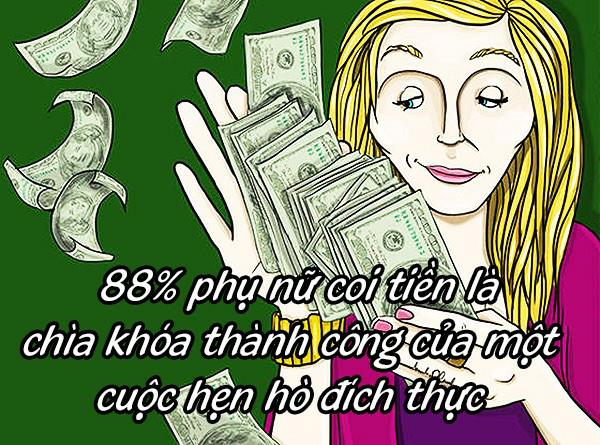 88% phụ nữ coi tiền là
chìa khóa thành công của một
cuộc hẹn hò đích thực